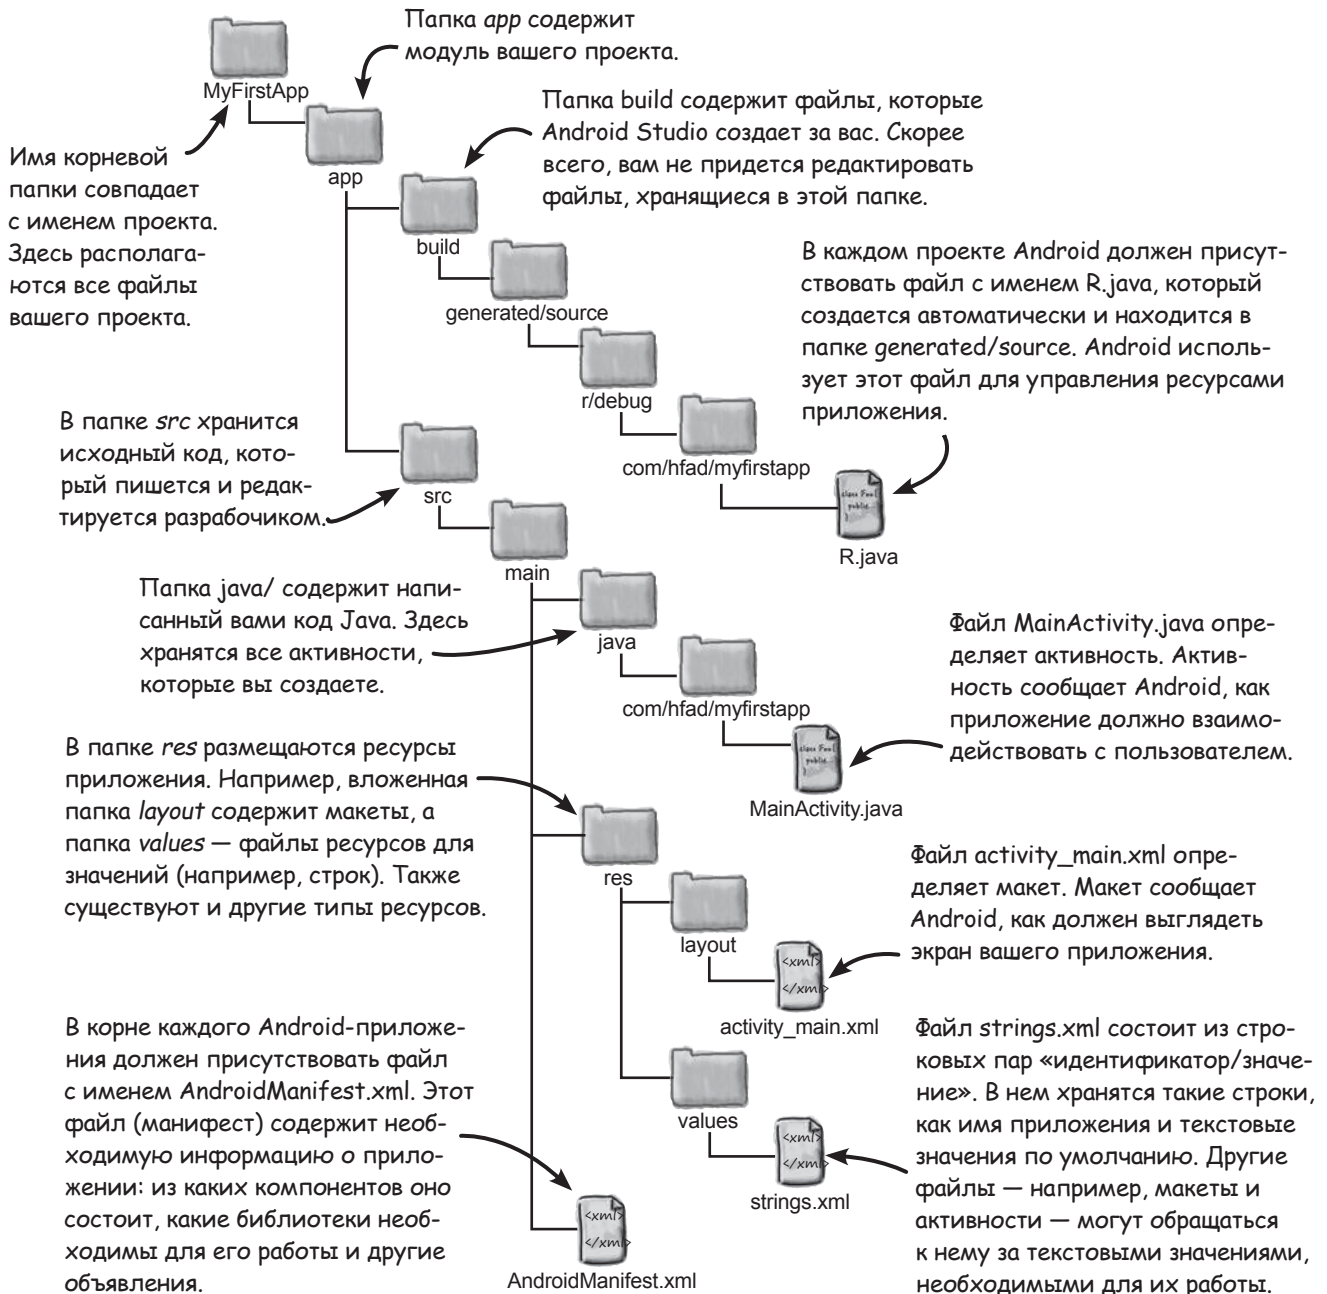 Папка app содержит
модуль вашего проекта.
MyFirstApp
Папка build содержит файлы, которые
Android Studio создает за вас. Скорее
всего, вам не придется редактировать
файлы, хранящиеся в этой папке.
Имя корневой
папки совпадает
с именем проекта.
Здесь располага-
ются все файлы
вашего проекта.
app
build
В каждом проекте Android должен присут-
ствовать файл с именем R.java, который
создается автоматически и находится в
папке generated/source. Android исполь-
зует этот файл для управления ресурсами
приложения.
generated/source
r/debug
В папке src хранится
исходный код, кото-
рый пишется и редак-
тируется разрабочиком.
com/hfad/myfirstapp
src
class Foo{
public
}
R.java
main
Папка java/ содержит напи-
санный вами код Java. Здесь
хранятся все активности,
которые вы создаете.
java
Файл MainActivity.java опре-
деляет активность. Актив-
ность сообщает Android, как
приложение должно взаимо-
действовать с пользователем.
com/hfad/myfirstapp
class Foo{
public
}
MainActivity.java
В папке res размещаются ресурсы
приложения. Например, вложенная
папка layout содержит макеты, а
папка values — файлы ресурсов для
значений (например, строк). Также
существуют и другие типы ресурсов.
res
Файл activity_main.xml опре-
деляет макет. Макет сообщает
Android, как должен выглядеть
экран вашего приложения.
layout
<xml>
</xml>
activity_main.xml
В корне каждого Android-приложе-
ния должен присутствовать файл
с именем AndroidManifest.xml. Этот
файл (манифест) содержит необ-
ходимую информацию о прило-
жении: из каких компонентов оно
состоит, какие библиотеки необ-
ходимы для его работы и другие
объявления.
values
<xml>
</xml>
strings.xml
Файл strings.xml состоит из стро-
ковых пар «идентификатор/значе-
ние». В нем хранятся такие строки,
как имя приложения и текстовые
значения по умолчанию. Другие
файлы — например, макеты и
активности — могут обращаться
к нему за текстовыми значениями,
необходимыми для их работы.
<xml>
</xml>
AndroidManifest.xml